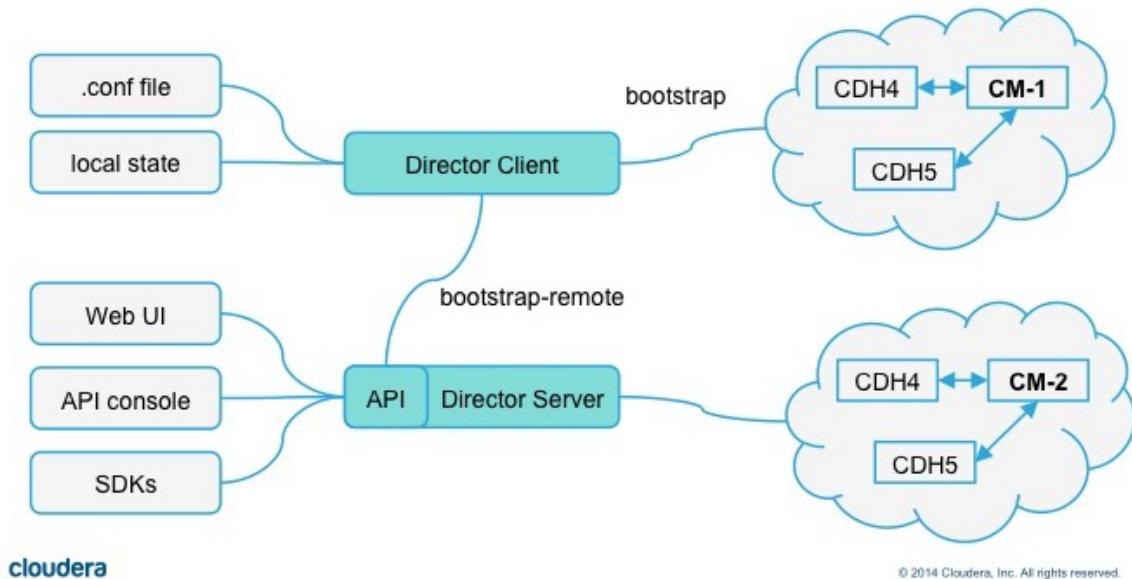 .conf file
local state
Director Client
bootstrap
CDH4
CM-1
CDH5
bootstrap-remote
Web UI
API console
SDKs
API
Director Server
CDH4
CM-2
CDH5
cloudera
© 2014 Cloudera, Inc. All rights reserved.